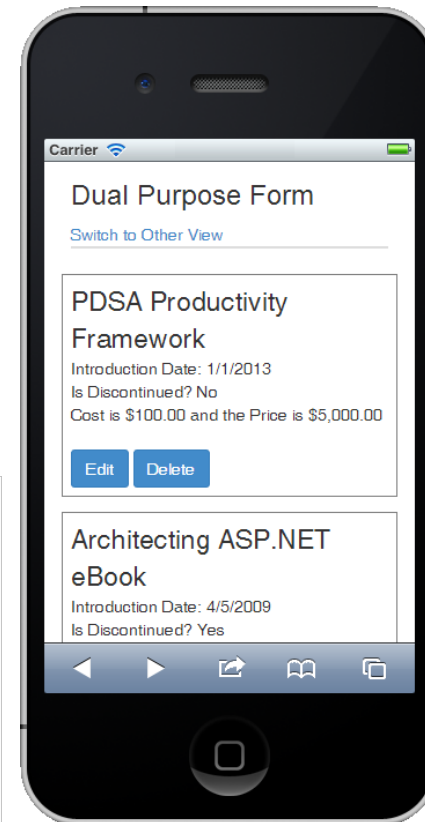 Carrier
Dual Purpose Form
Switch to Other View
PDSA Productivity
Framework
Introduction Date: 1/1/2013
Is Discontinued? No
Cost is $100.00 and the Price is $5,000.00
Edit Delete
Architecting ASP.NET
eBook
Introduction Date: 4/5/2009
Is Discontinued? Yes